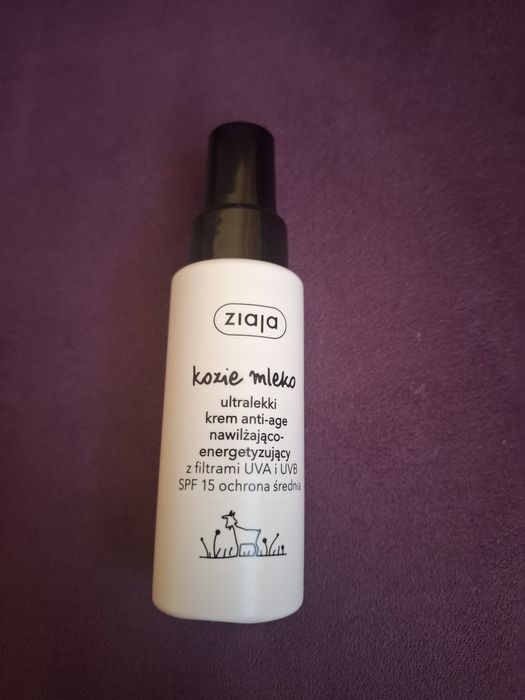 ziaja
kozie mleko
ultralekki
krem anti-age
nawilżająco-
energetyzujący
z filtrami UVA i UVB
SPF 15 ochrona średnia